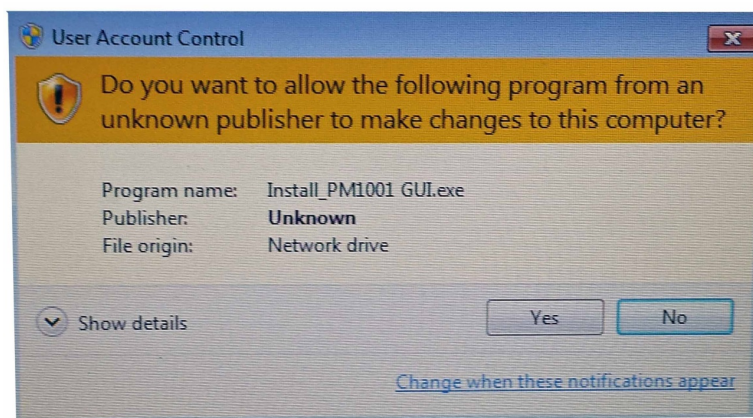 User Account Control
Do you want to allow the following program from an
unknown publisher to make changes to this computer?
Program name: Install_PM1001 GUI.exe
Publisher: Unknown
File origin: Network drive
Show details
Yes No
Change when these notifications appear